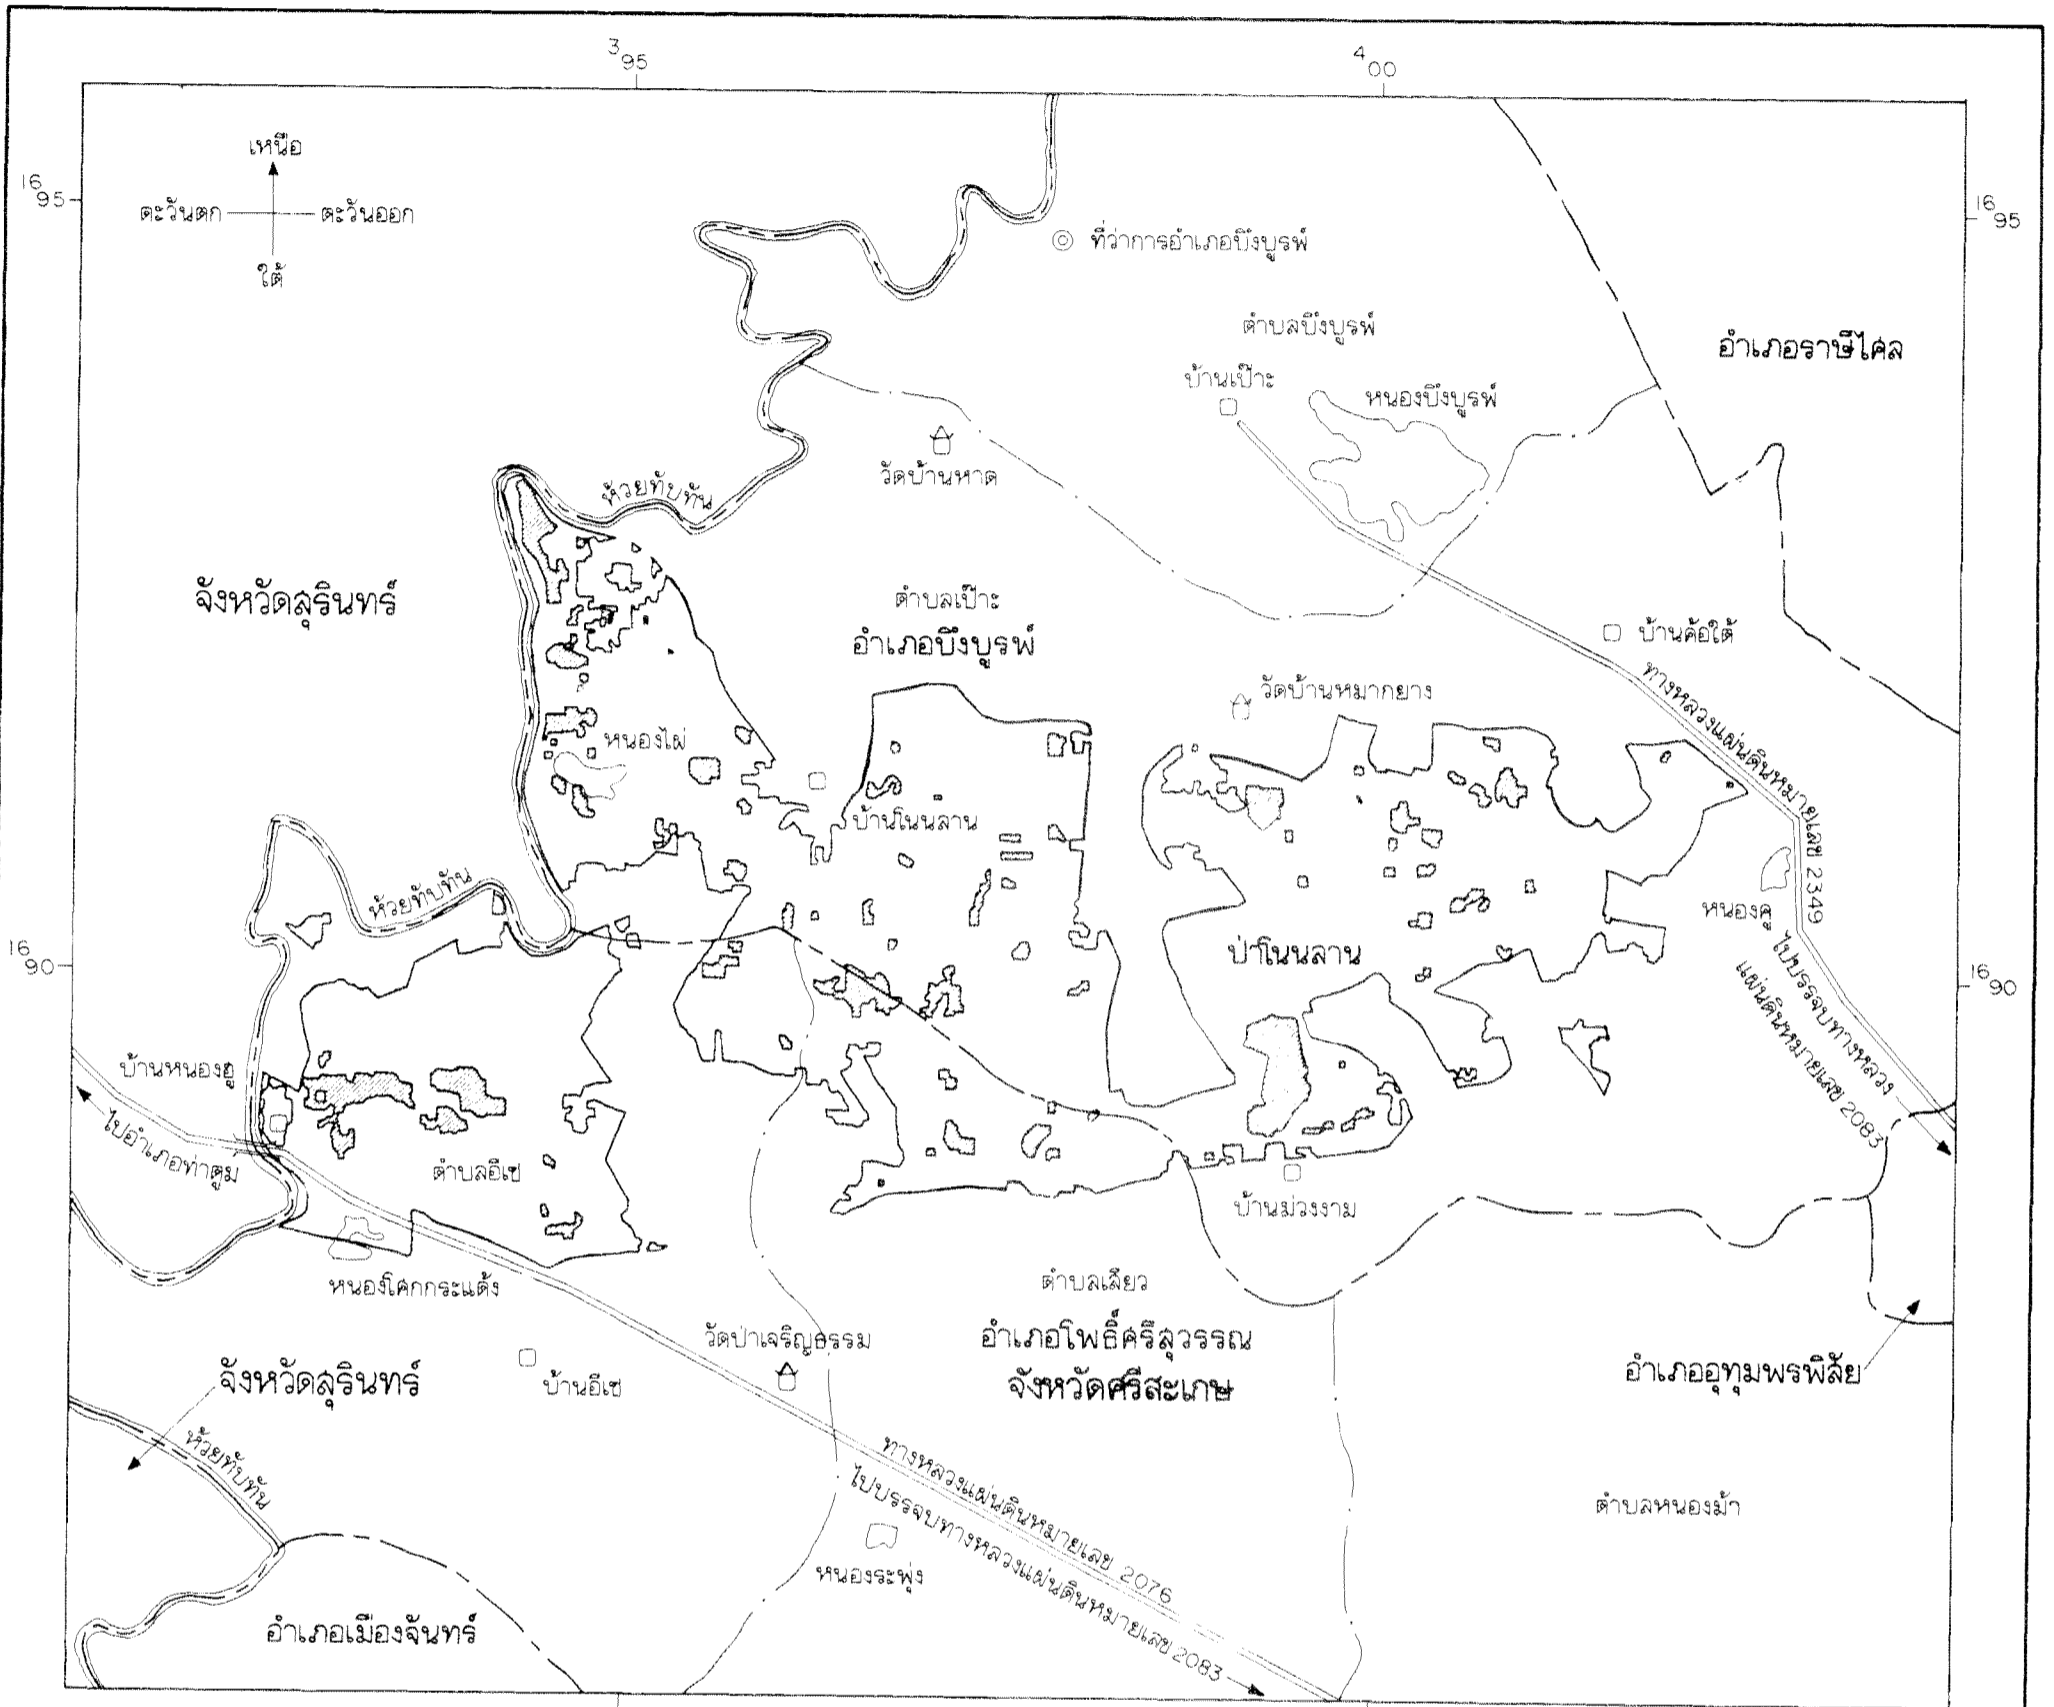 395
400
เหนือ
ตะวันตก
ตะวันออก
ใต้
1695
1695
ที่ว่าการอำเภอบึงบูรพ์
ตำบลบึงบูรพ์
อำเภอราษีไศล
บ้านเป๊าะ
หนองบึงบูรพ์
วัดบ้านหาด
ห้วยทับทัน
จังหวัดสุรินทร์
ตำบลเป๊าะ
อำเภอบึงบูรพ์
บ้านค้อใต้
วัดบ้านหมากยาง
ทางหลวงแผ่นดินหมายเลข 2349
หนองไผ่
บ้านโนนลาน
ห้วยทับทัน
หนองคู
ป่าโนนลาน
1690
1690
ไปบรรจบทางหลวง
แผ่นดินหมายเลข 2083
บ้านหนองอู
ไปอำเภอท่าตูม
ตำบลอีเซ
บ้านม่วงงาม
หนองโคกกระแด้ง
ตำบลเสียว
วัดป่าเจริญธรรม
อำเภอโพธิ์ศรีสุวรรณ
จังหวัดศรีสะเกษ
จังหวัดสุรินทร์
บ้านอีเซ
อำเภออุทุมพรพิสัย
ห้วยทับทัน
ทางหลวงแผ่นดินหมายเลข 2076
ไปบรรจบทางหลวงแผ่นดินหมายเลข 2083
ตำบลหนองม้า
หนองระพุ่ง
อำเภอเมืองจันทร์